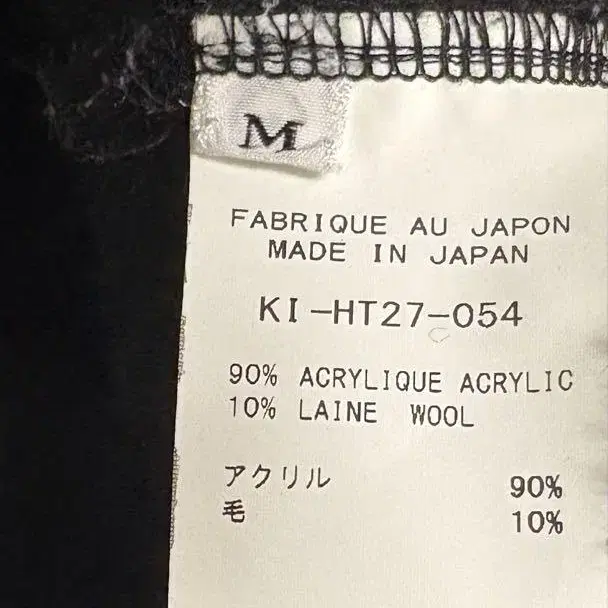 M
FABRIQUE AU JAPON
MADE IN JAPAN
KI-HT27-054
90% ACRYLIQUE ACRYLIC
10% LAINE WOOL
アクリル 90%
毛 10%